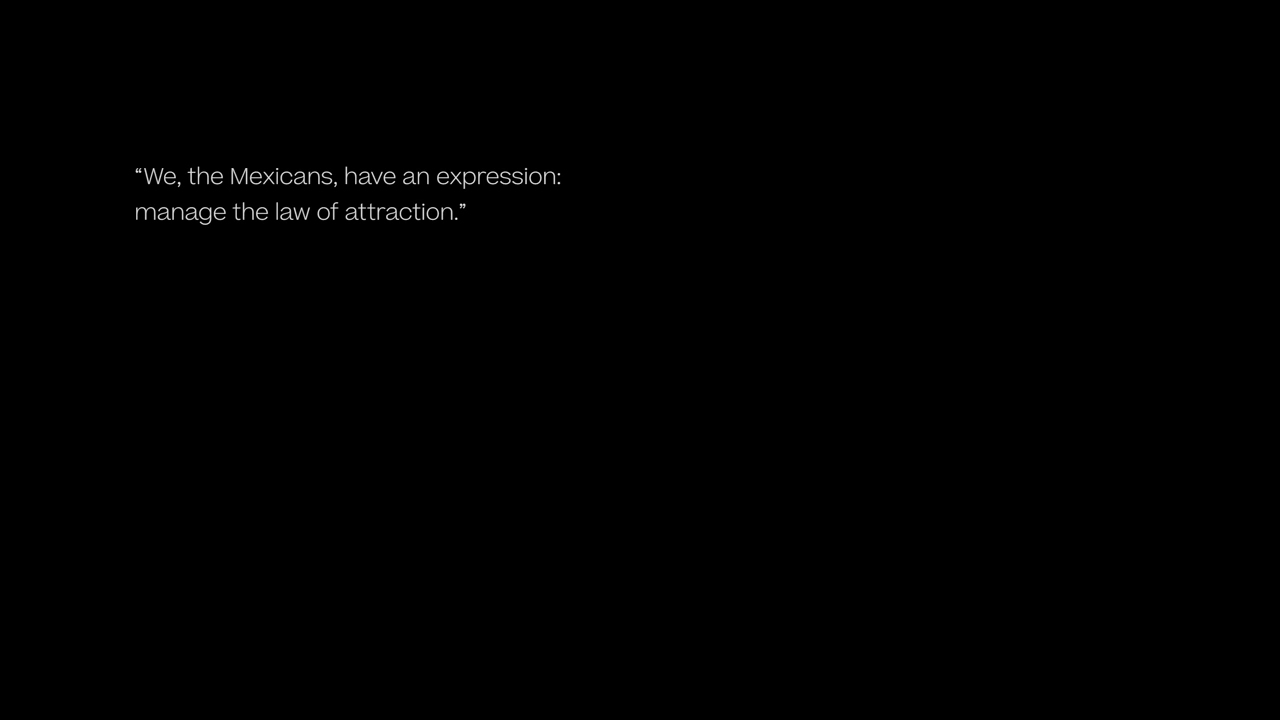 “We, the Mexicans, have an expression:
manage the law of attraction.”